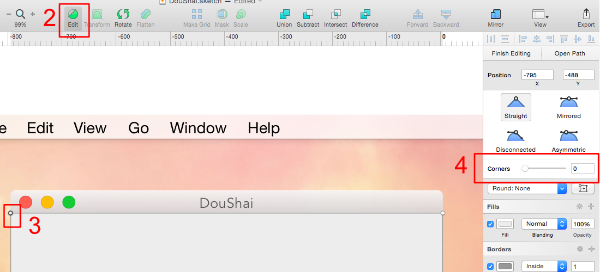 DouShai.sketch — Edited
2
99%
Edit
Transform
Rotate
Flatten
Make Grid
Mask
Scale
Union
Subtract
Intersect
Difference
Forward
Backward
Mirror
View
Export
-800
-700
-600
-500
-400
-300
-200
-100
0
Finish Editing
Open Path
Position
-795
-488
X
Y
Straight
Mirrored
Disconnected
Asymmetric
4
Corners
0
Round: None
Fills
Normal
100%
Fill
Blending
Opacity
Borders
Inside
1
e Edit View Go Window Help
DouShai
3